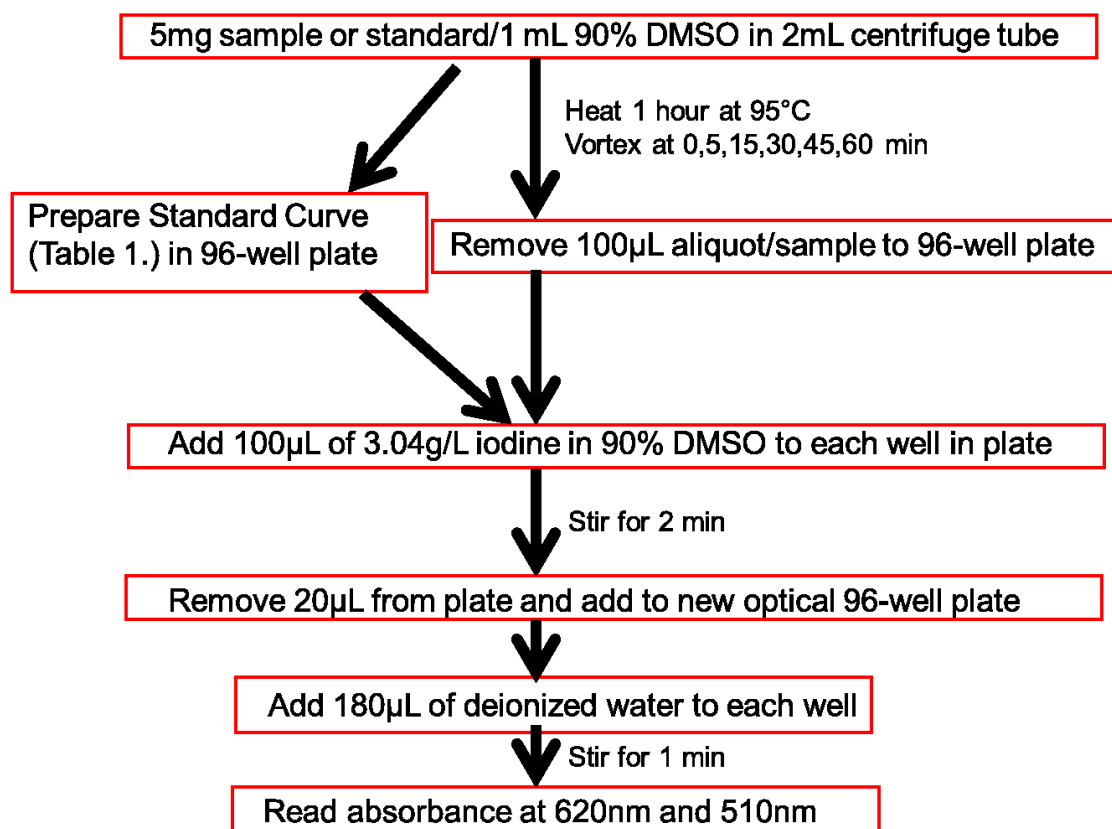 5mg sample or standard/1 mL 90% DMSO in 2mL centrifuge tube
Heat 1 hour at 95°C
Vortex at 0,5,15,30,45,60 min
Prepare Standard Curve
(Table 1.) in 96-well plate
Remove 100µL aliquot/sample to 96-well plate
Add 100µL of 3.04g/L iodine in 90% DMSO to each well in plate
Stir for 2 min
Remove 20µL from plate and add to new optical 96-well plate
Add 180µL of deionized water to each well
Stir for 1 min
Read absorbance at 620nm and 510nm